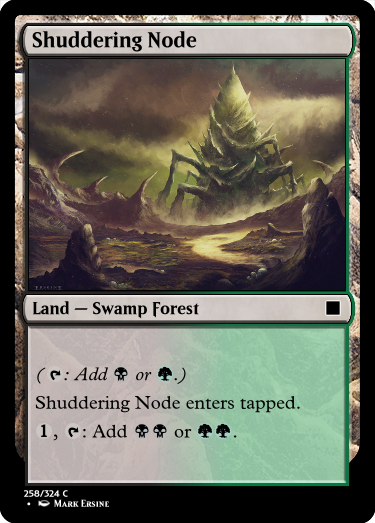 Shuddering Node
Land — Swamp Forest
( : Add or .)
Shuddering Node enters tapped.
1 , : Add or .
258/324 C
• Mark Ersine